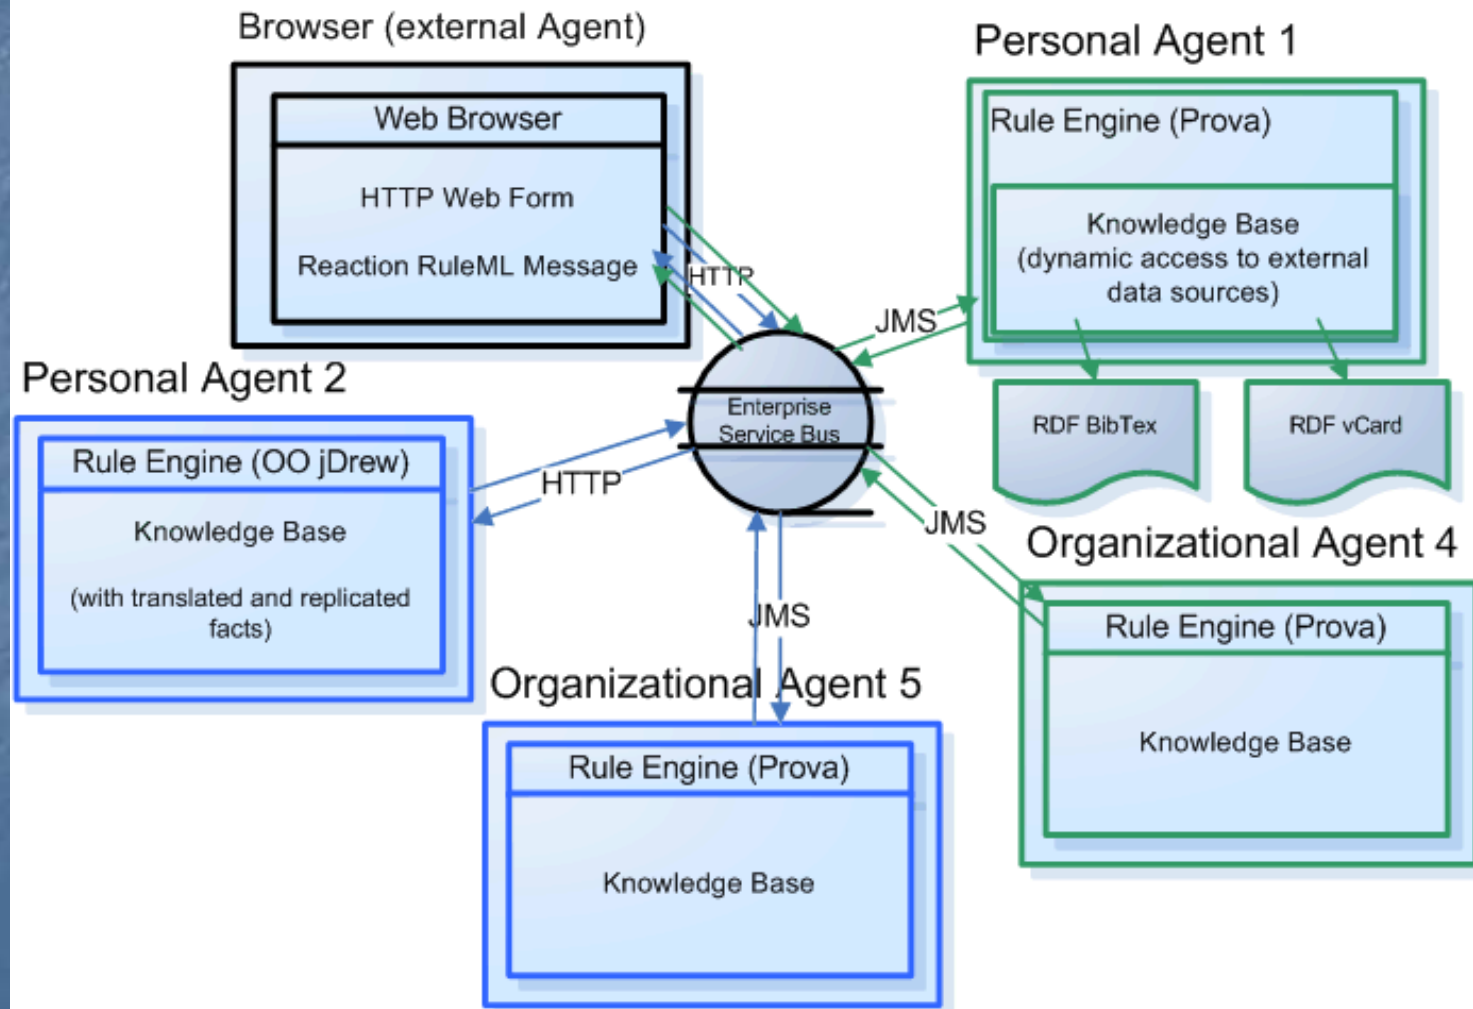 Browser (external Agent)
Web Browser
HTTP Web Form
Reaction RuleML Message
HTTP
Personal Agent 1
Rule Engine (Prova)
Knowledge Base
(dynamic access to external
data sources)
JMS
RDF BibTex
RDF vCard
Enterprise
Service Bus
Personal Agent 2
Rule Engine (OO jDrew)
Knowledge Base
(with translated and replicated
facts)
HTTP
JMS
Organizational Agent 4
Rule Engine (Prova)
Knowledge Base
JMS
Organizational Agent 5
Rule Engine (Prova)
Knowledge Base